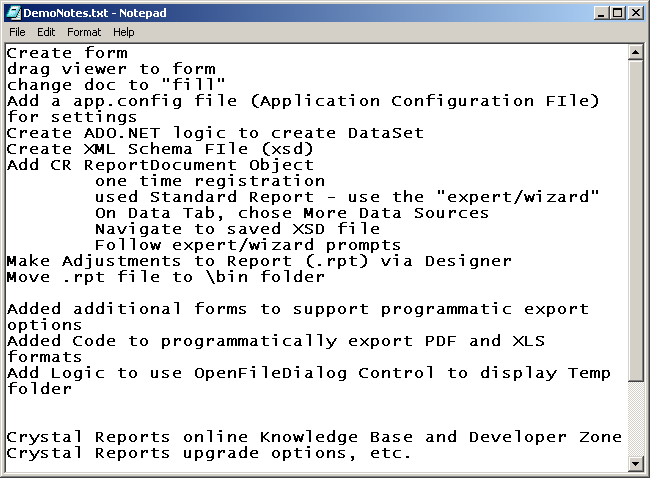 DemoNotes.txt - Notepad
File Edit Format Help
Create form
drag viewer to form
change doc to "fill"
Add a app.config file (Application Configuration FIle)
for settings
Create ADO.NET logic to create DataSet
Create XML Schema FIle (xsd)
Add CR ReportDocument Object
one time registration
used Standard Report - use the "expert/wizard"
On Data Tab, chose More Data Sources
Navigate to saved XSD file
Follow expert/wizard prompts
Make Adjustments to Report (.rpt) via Designer
Move .rpt file to \bin folder
Added additional forms to support programmatic export
options
Added Code to programmatically export PDF and XLS
formats
Add Logic to use OpenFileDialog Control to display Temp
folder
Crystal Reports online Knowledge Base and Developer Zone
Crystal Reports upgrade options, etc.